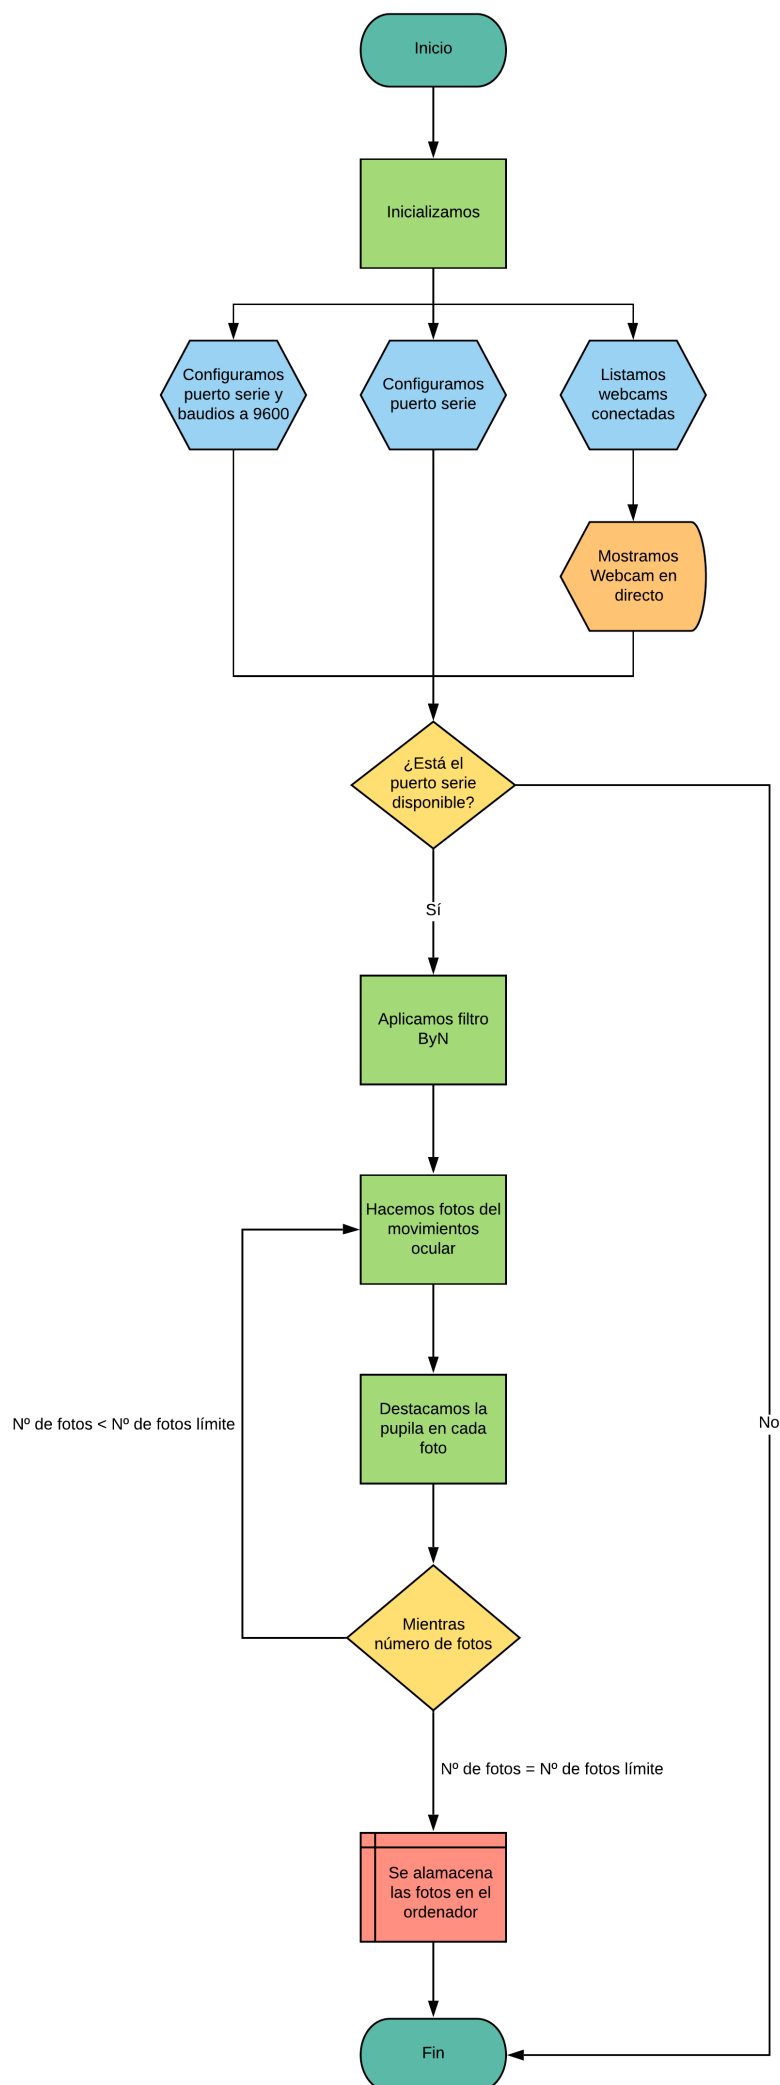 Inicio
Inicializamos
Configuramos
puerto serie y
baudios a 9600
Configuramos
puerto serie
Listamos
webcams
conectadas
Mostramos
Webcam en
directo
¿Está el
puerto serie
disponible?
Sí
Aplicamos filtro
ByN
Hacemos fotos del
movimientos
ocular
Destacamos la
pupila en cada
foto
Nº de fotos < Nº de fotos límite
No
Mientras
número de fotos
Nº de fotos = Nº de fotos límite
Se alamacena
las fotos en el
ordenador
Fin